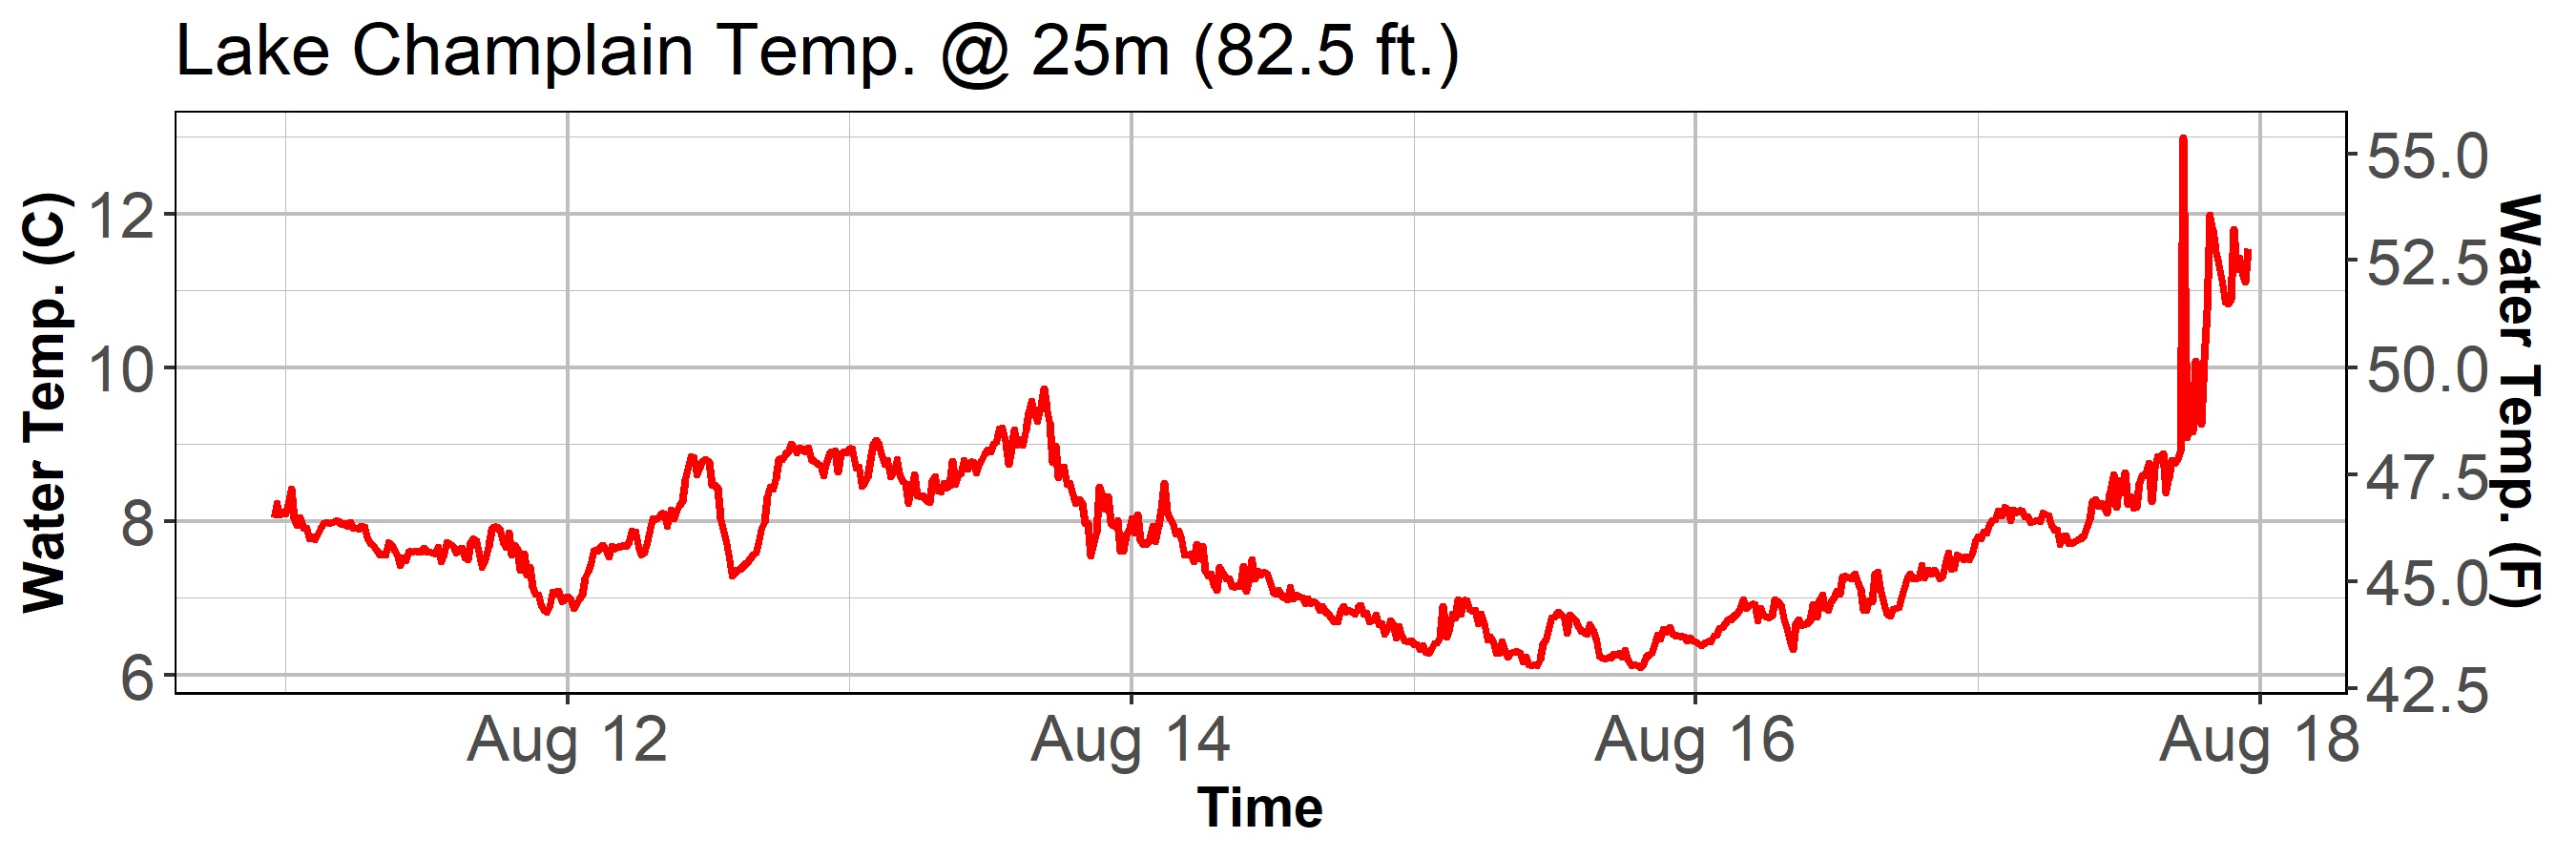 Lake Champlain Temp. @ 25m (82.5 ft.)
Water Temp. (C)
12
10
8
6
55.0
52.5
50.0
47.5
45.0
42.5
Water Temp. (F)
Aug 12 Aug 14 Aug 16 Aug 18
Time